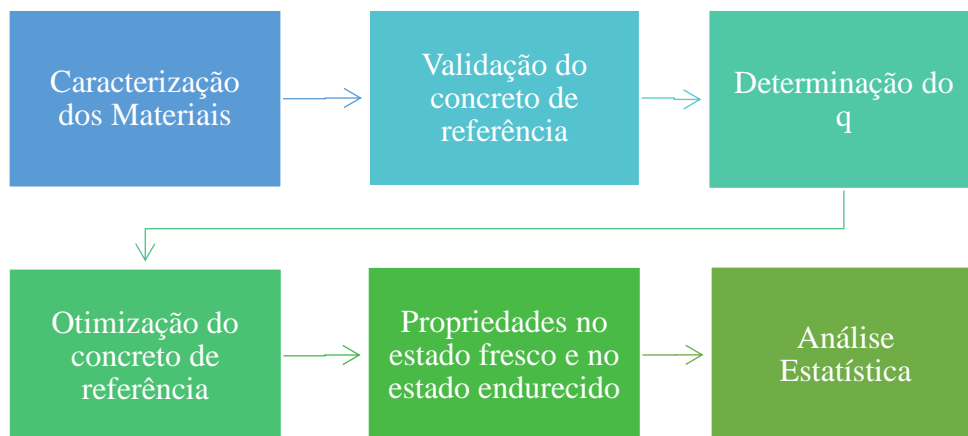 Caracterização
dos Materiais
Validação do
concreto de
referência
Determinação do
q
Otimização do
concreto de
referência
Propriedades no
estado fresco e no
estado endurecido
Análise
Estatística